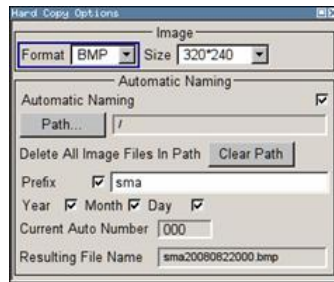 Hard Copy Options
Image
Format BMP Size 320*240
Automatic Naming
Automatic Naming
Path... /
Delete All Image Files In Path Clear Path
Prefix sma
Year Month Day
Current Auto Number 000
Resulting File Name sma20080822000.bmp